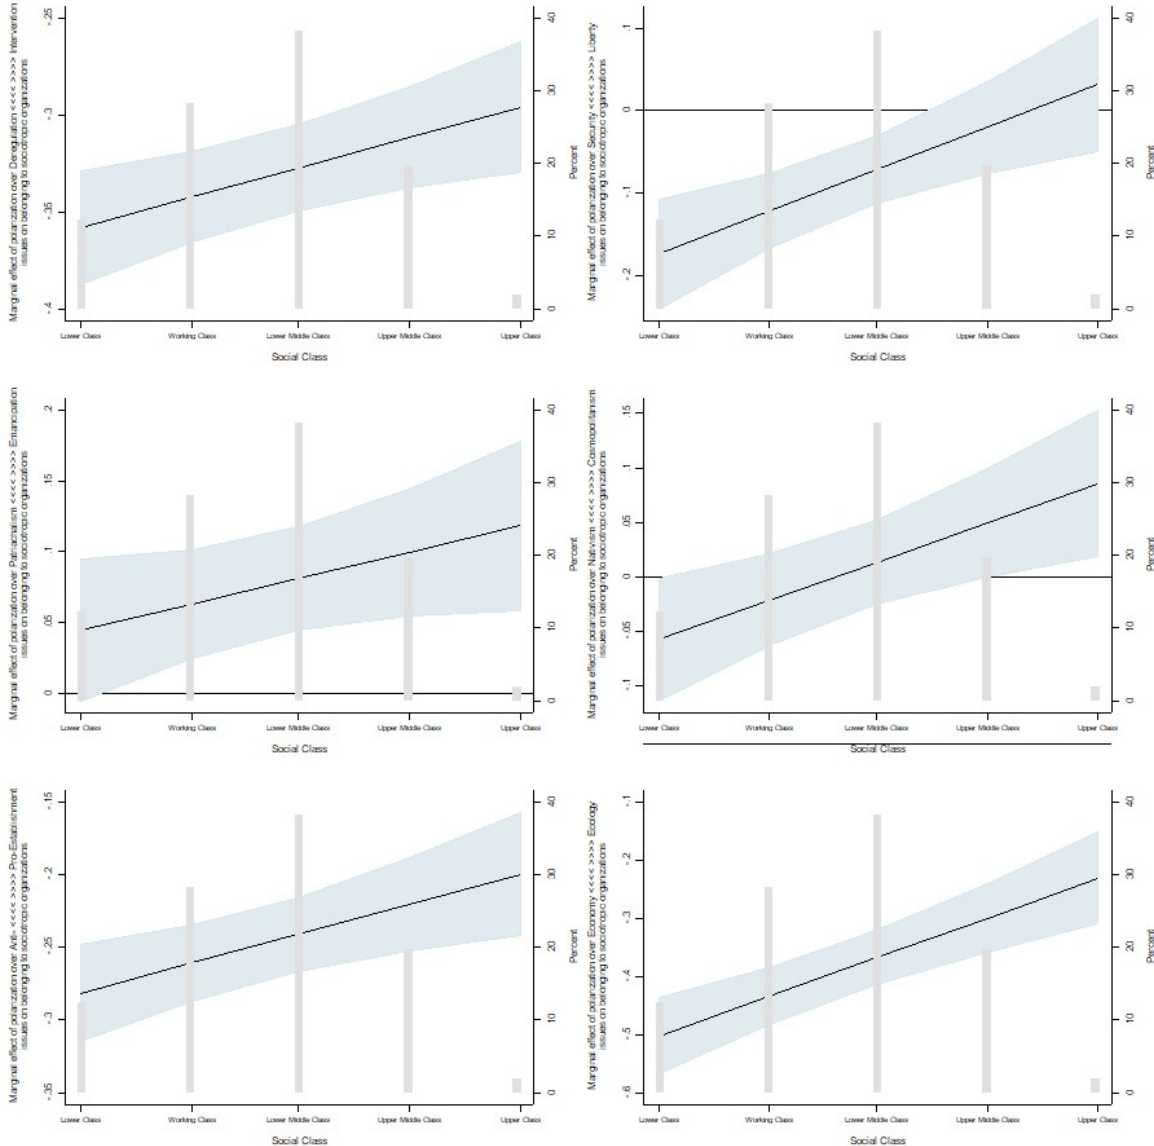 Marginal effect of polarization over Deregulation <<<< >>>> Intervention
issues on belonging to sociotropic organizations
-.25
-.3
-.35
-.4
40
30
20
10
0
Percent
Lower Class
Working Class
Lower Middle Class
Upper Middle Class
Upper Class
Social Class
Marginal effect of polarization over Security <<<< >>>> Liberty
issues on belonging to sociotropic organizations
.1
0
-.1
-.2
40
30
20
10
0
Percent
Lower Class
Working Class
Lower Middle Class
Upper Middle Class
Upper Class
Social Class
Marginal effect of polarization over Patriachalism <<<< >>>> Emancipation
issues on belonging to sociotropic organizations
.2
.15
.1
.05
0
40
30
20
10
0
Percent
Lower Class
Working Class
Lower Middle Class
Upper Middle Class
Upper Class
Social Class
Marginal effect of polarization over Nativism <<<< >>>> Cosmopolitanism
issues on belonging to sociotropic organizations
.15
.1
.05
0
-.05
-.1
40
30
20
10
0
Percent
Lower Class
Working Class
Lower Middle Class
Upper Middle Class
Upper Class
Social Class
Marginal effect of polarization over Anti- <<<< >>>> Pro-Establishment
issues on belonging to sociotropic organizations
-.15
-.2
-.25
-.3
-.35
40
30
20
10
0
Percent
Lower Class
Working Class
Lower Middle Class
Upper Middle Class
Upper Class
Social Class
Marginal effect of polarization over Economy <<<< >>>> Ecology
issues on belonging to sociotropic organizations
-.1
-.2
-.3
-.4
-.5
-.6
40
30
20
10
0
Percent
Lower Class
Working Class
Lower Middle Class
Upper Middle Class
Upper Class
Social Class